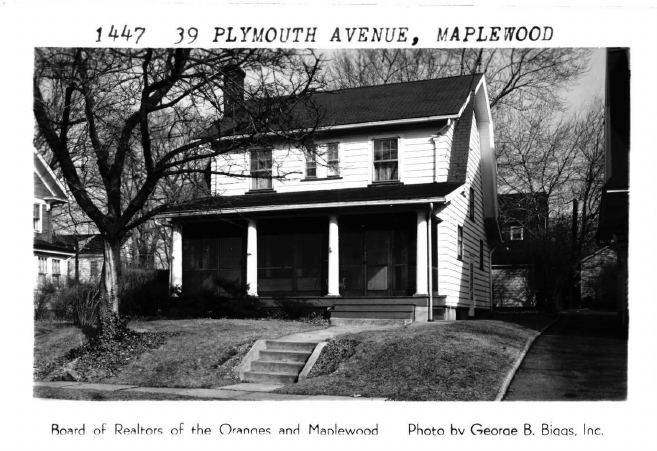 1447 39 PLYMOUTH AVENUE, MAPLEWOOD
Board of Realtors of the Oranges and Maplewood Photo by George B. Biggs, Inc.